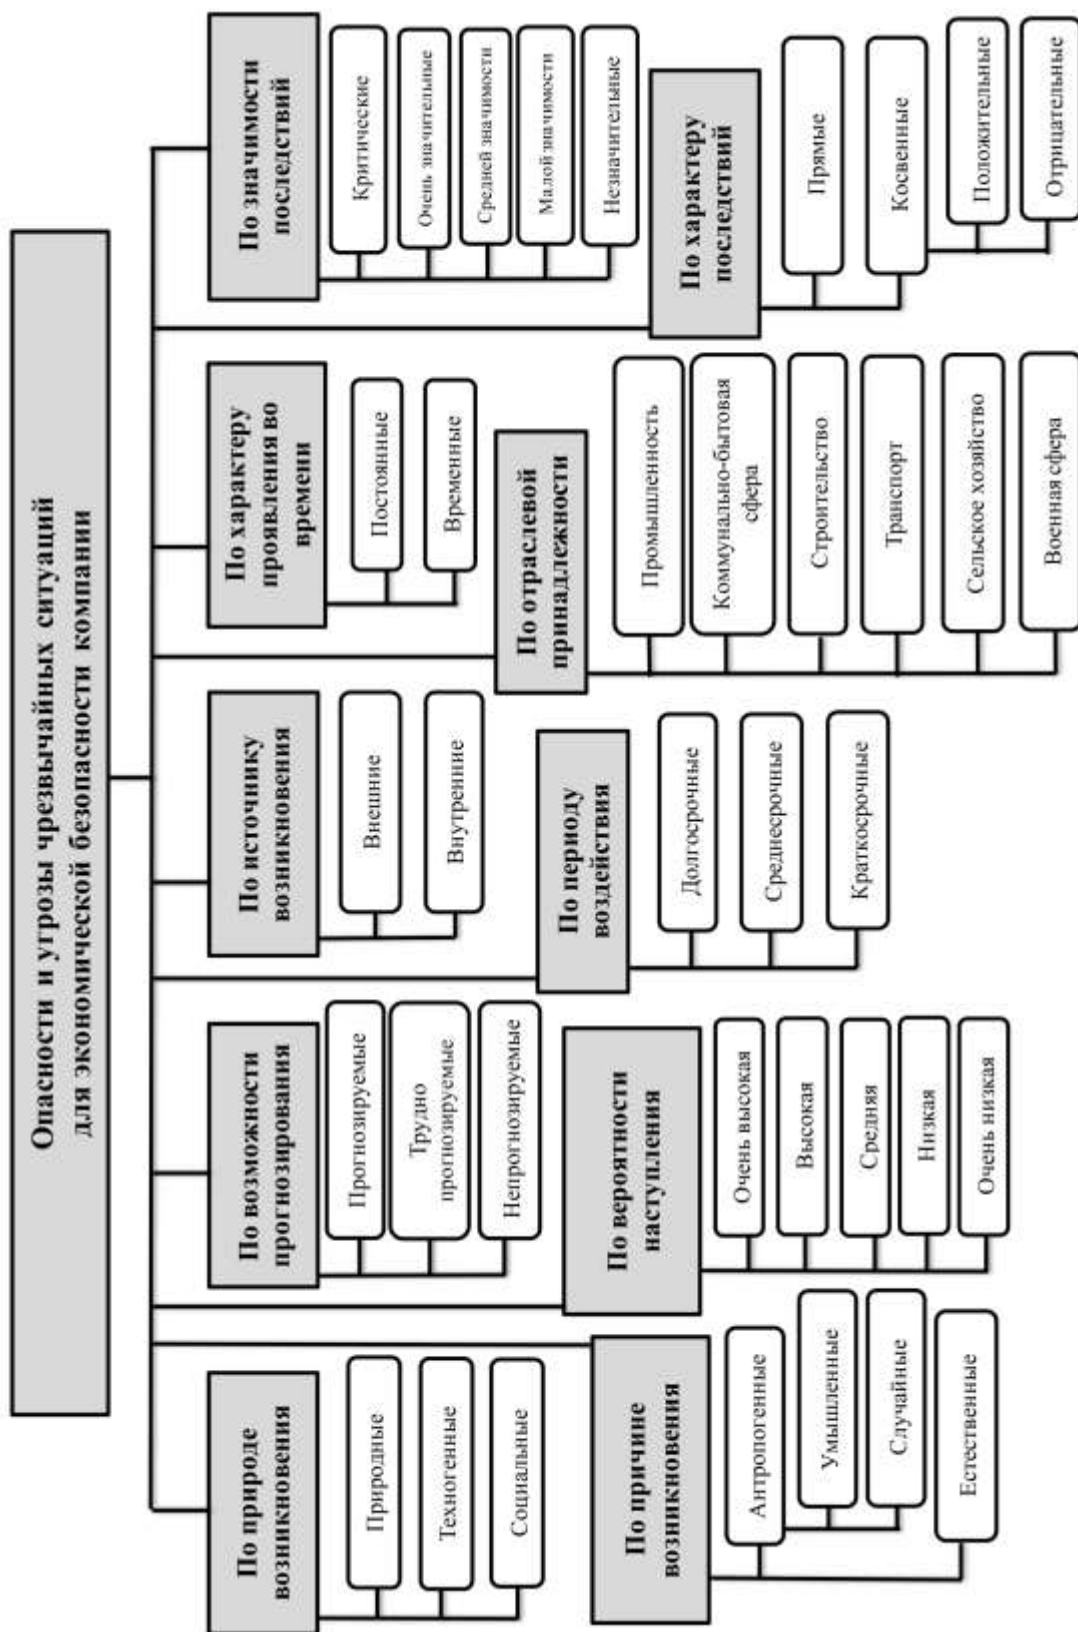 Опасности и угрозы чрезвычайных ситуаций
для экономической безопасности компании
По природе
возникновения
Природные
Техногенные
Социальные
По возможности
прогнозирования
Прогнозируемые
Трудно
прогнозируемые
Непрогнозируемые
По источнику
возникновения
Внешние
Внутренние
По характеру
проявления во
времени
Постоянные
Временные
По значимости
последствий
Критические
Очень значительные
Средней значимости
Малой значимости
Незначительные
По причине
возникновения
Антропогенные
Умышленные
Случайные
Естественные
По вероятности
наступления
Очень высокая
Высокая
Средняя
Низкая
Очень низкая
По периоду
воздействия
Долгосрочные
Среднесрочные
Краткосрочные
По отраслевой
принадлежности
Промышленность
Коммунально-бытовая
сфера
Строительство
Транспорт
Сельское хозяйство
Военная сфера
По характеру
последствий
Прямые
Косвенные
Положительные
Отрицательные